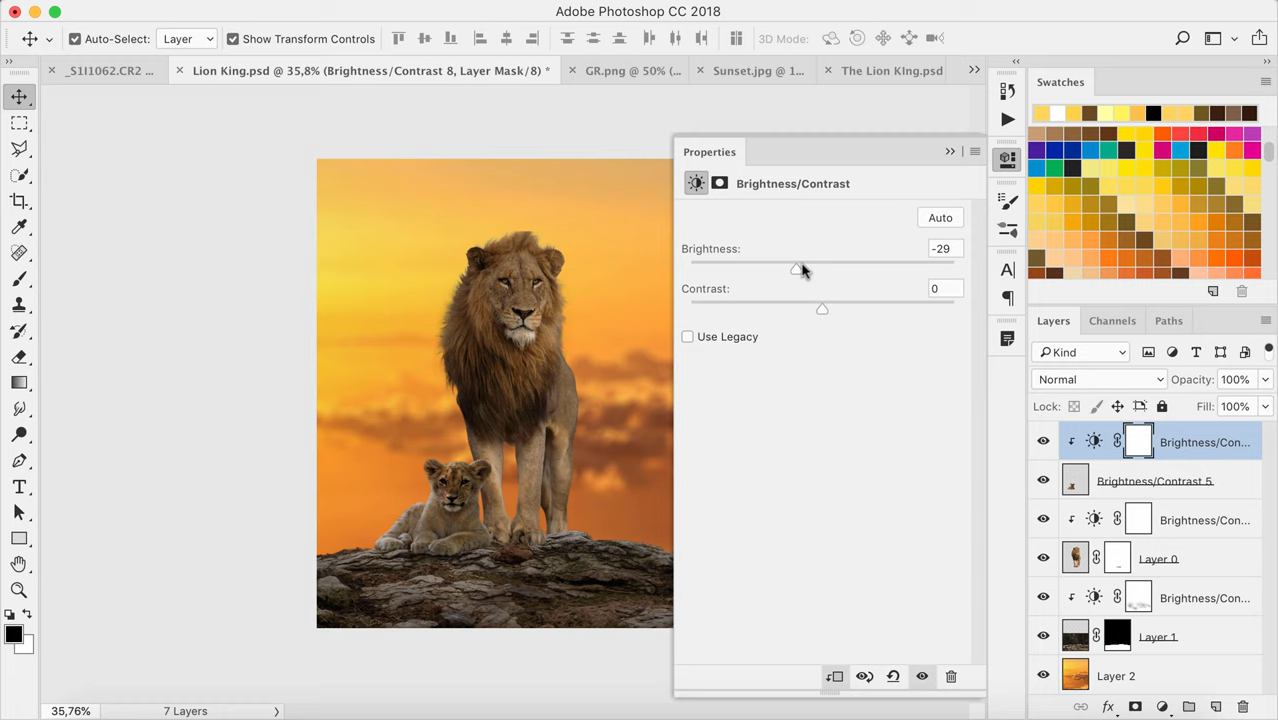 Adobe Photoshop CC 2018
Auto-Select: Layer Show Transform Controls 3D Mode:
_S1I1062.CR2 ... Lion King.psd @ 35,8% (Brightness/Contrast 8, Layer Mask/8) * GR.png @ 50% (... Sunset.jpg @ 1... The Lion KIng.psd
Swatches
Properties
Brightness/Contrast
Auto
Brightness: -29
Contrast: 0
Use Legacy
Layers Channels Paths
Kind
Normal Opacity: 100%
Lock: Fill: 100%
Brightness/Con...
Brightness/Contrast 5
Brightness/Con...
Layer 0
Brightness/Con...
Layer 1
Layer 2
35,76% 7 Layers